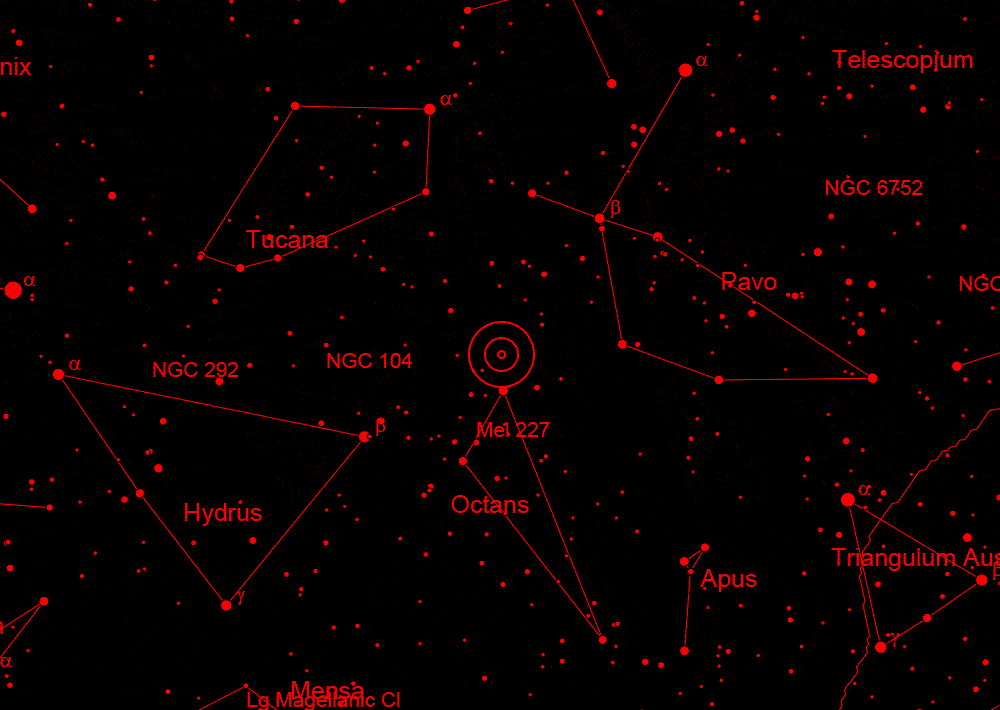 Telescopium
nix
α
α
NGC 6752
β
Tucana
α
Pavo
NGC
NGC 104
α
NGC 292
β
Mel 227
α
Octans
Hydrus
Triangulum Aus
β
Apus
γ
γ
α
Mensa
Lg Magellanic Cl